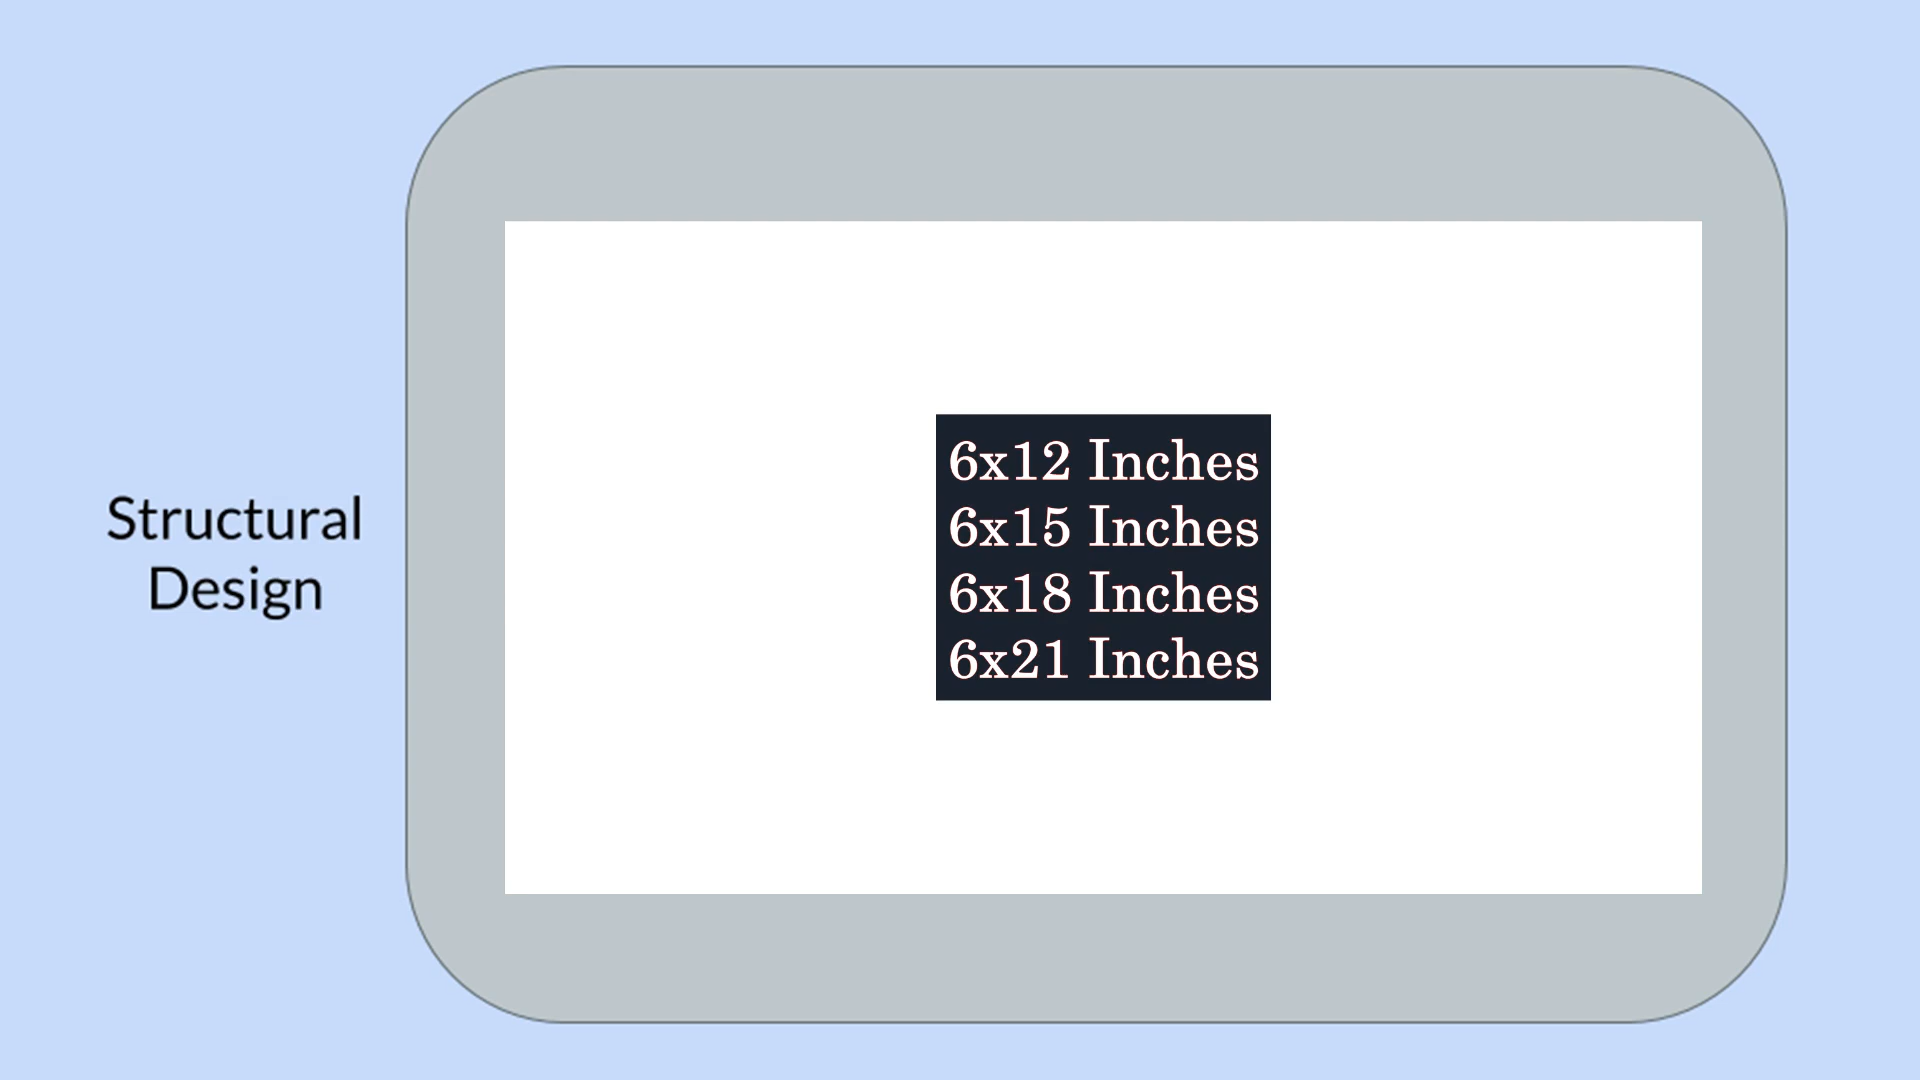 Structural
Design
6x12 Inches
6x15 Inches
6x18 Inches
6x21 Inches